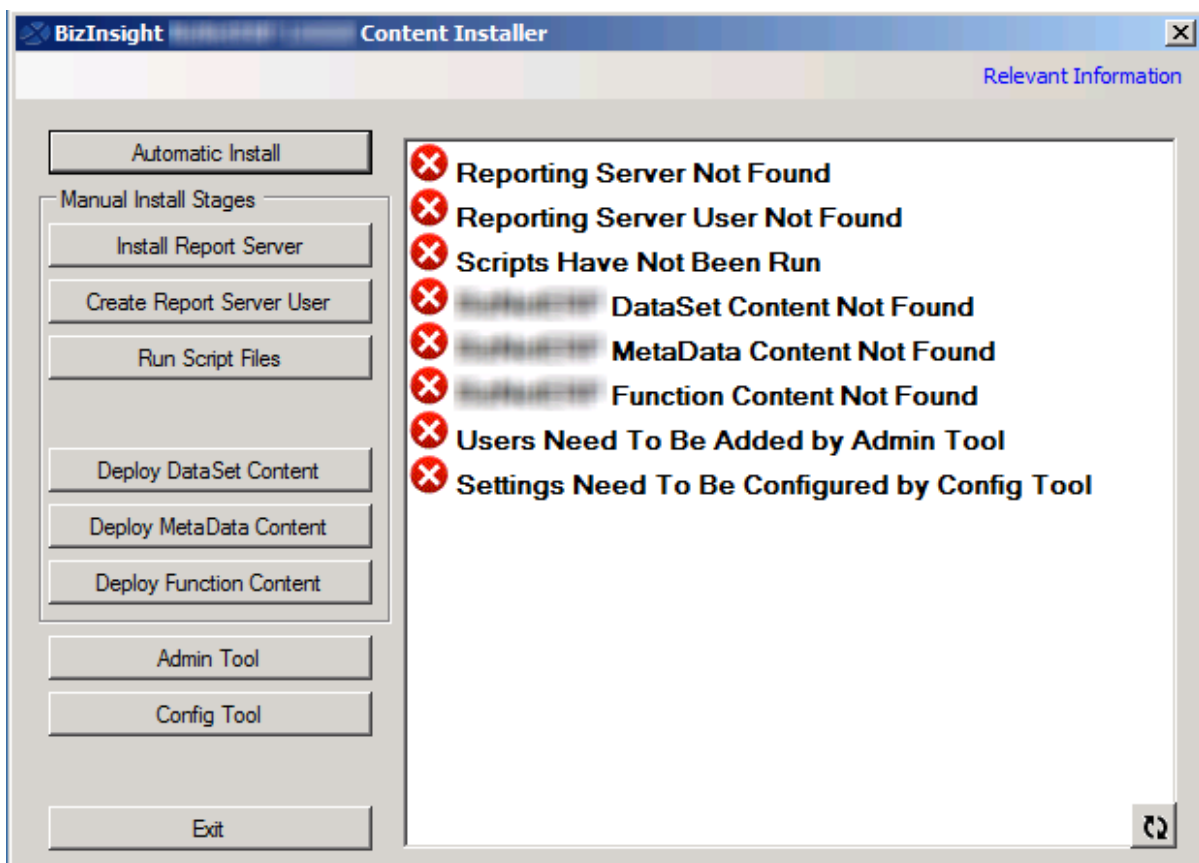 BizInsight Content Installer
Relevant Information
Automatic Install
Manual Install Stages
Install Report Server
Create Report Server User
Run Script Files
Deploy DataSet Content
Deploy MetaData Content
Deploy Function Content
Admin Tool
Config Tool
Exit
Reporting Server Not Found
Reporting Server User Not Found
Scripts Have Not Been Run
DataSet Content Not Found
MetaData Content Not Found
Function Content Not Found
Users Need To Be Added by Admin Tool
Settings Need To Be Configured by Config Tool